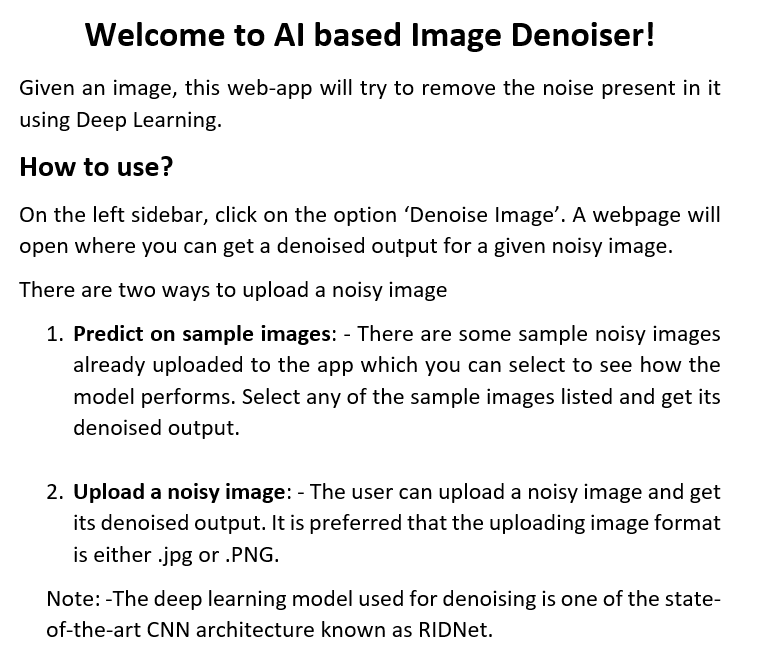 Welcome to AI based Image Denoiser!
Given an image, this web-app will try to remove the noise present in it
using Deep Learning.
How to use?
On the left sidebar, click on the option ‘Denoise Image’. A webpage will
open where you can get a denoised output for a given noisy image.
There are two ways to upload a noisy image
1. Predict on sample images: - There are some sample noisy images
already uploaded to the app which you can select to see how the
model performs. Select any of the sample images listed and get its
denoised output.
2. Upload a noisy image: - The user can upload a noisy image and get
its denoised output. It is preferred that the uploading image format
is either .jpg or .PNG.
Note: -The deep learning model used for denoising is one of the state-
of-the-art CNN architecture known as RIDNet.